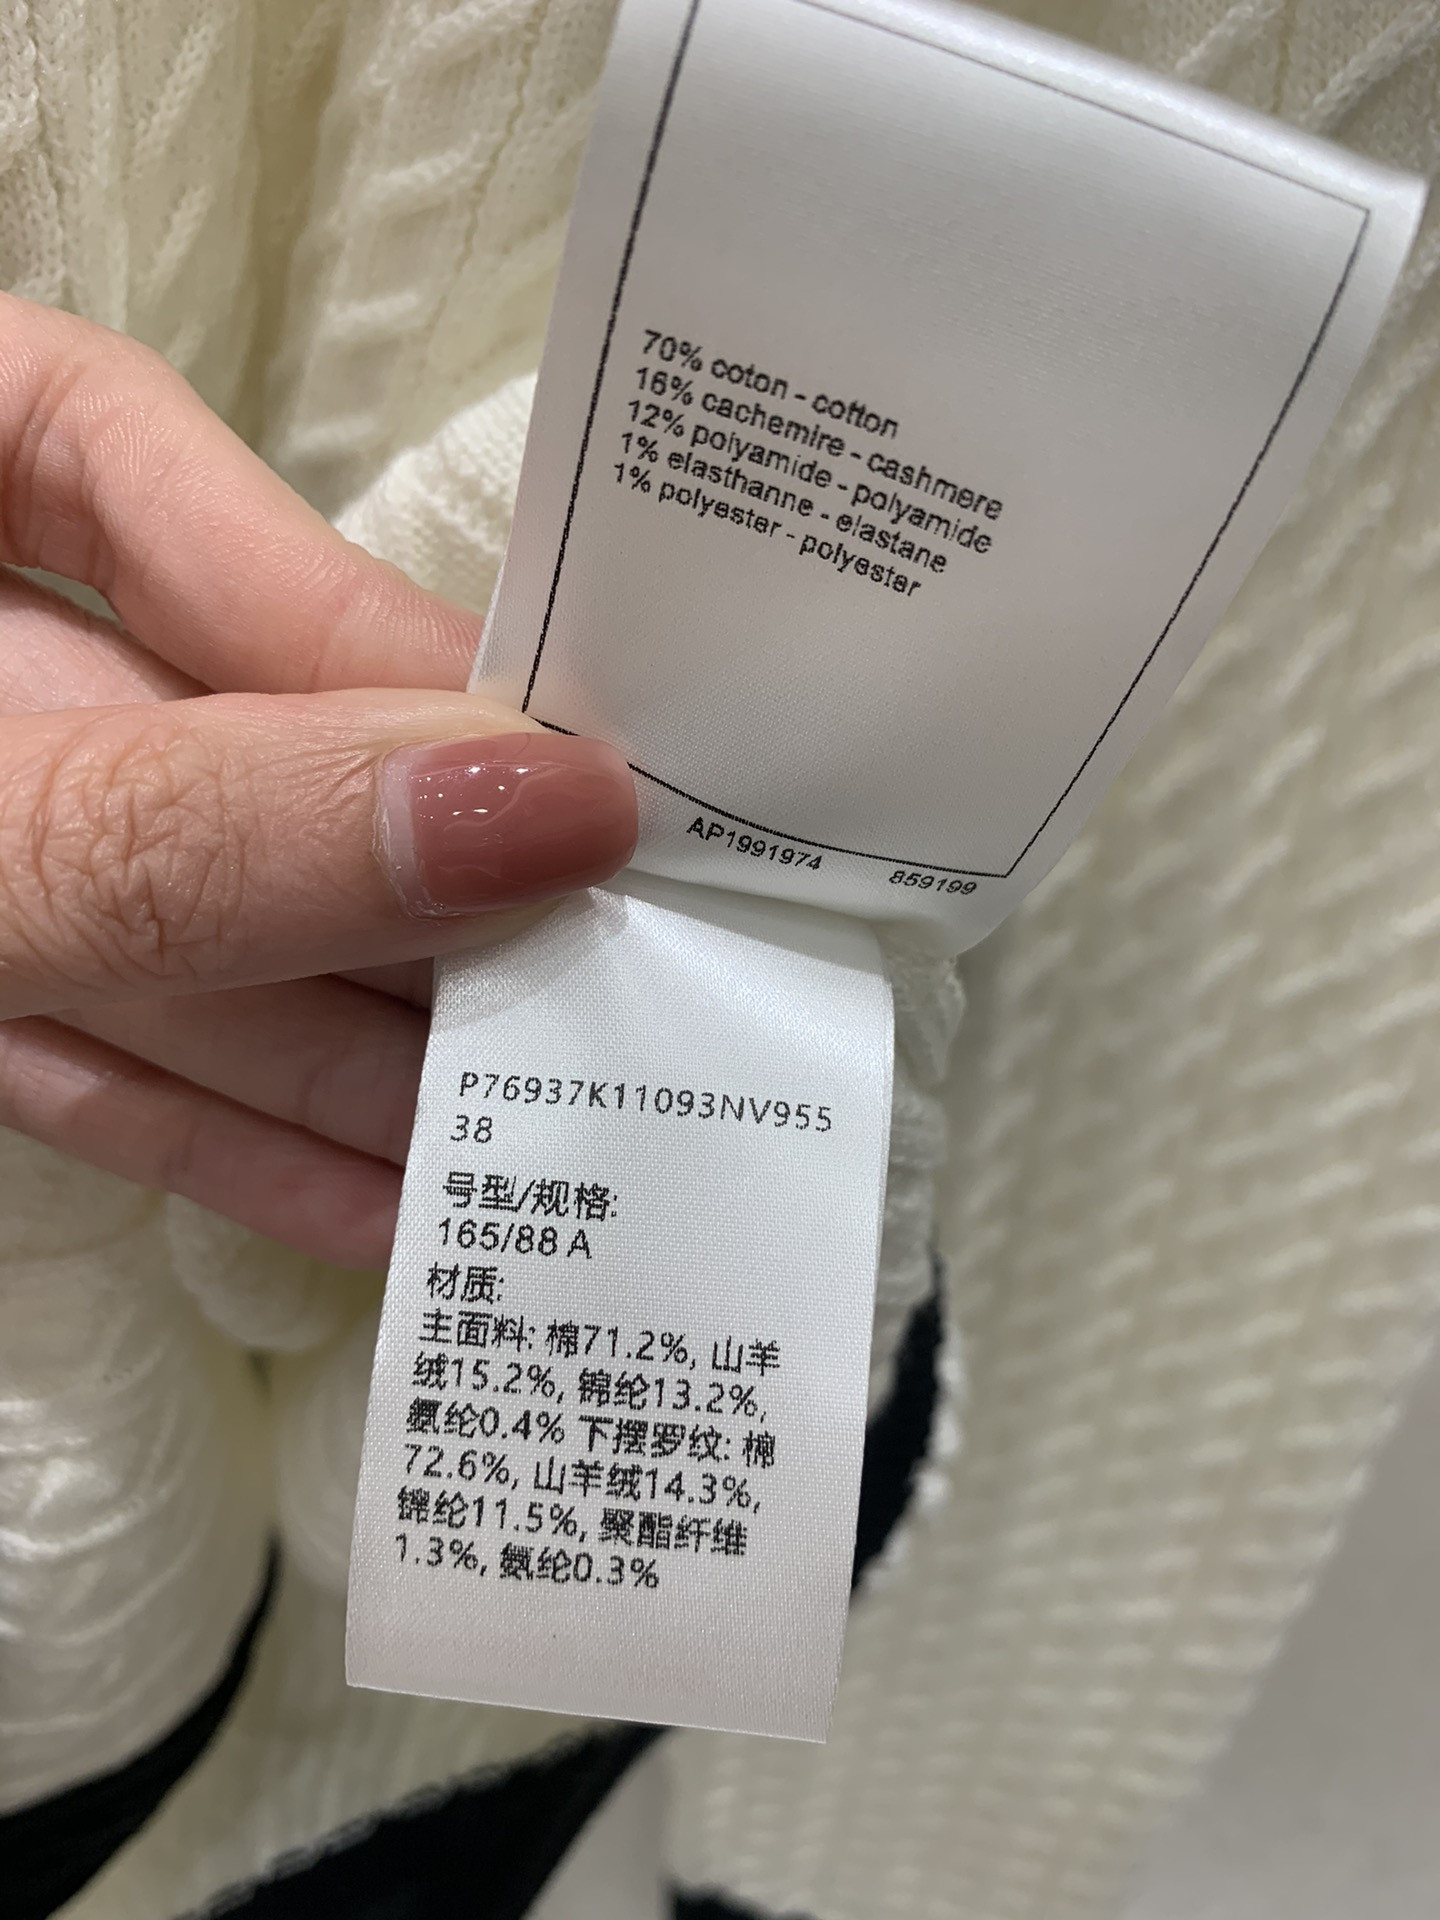 70% coton - cotton
16% cachemire - cashmere
12% polyamide - polyamide
1% elasthanne - elastane
1% polyester - polyester
AP1991974 859199
P76937K11093NV955
38
号型/规格:
165/88 A
材质:
主面料: 棉71.2%, 山羊
绒15.2%, 锦纶13.2%,
氨纶0.4% 下摆罗纹: 棉
72.6%, 山羊绒14.3%,
锦纶11.5%, 聚酯纤维
1.3%, 氨纶0.3%